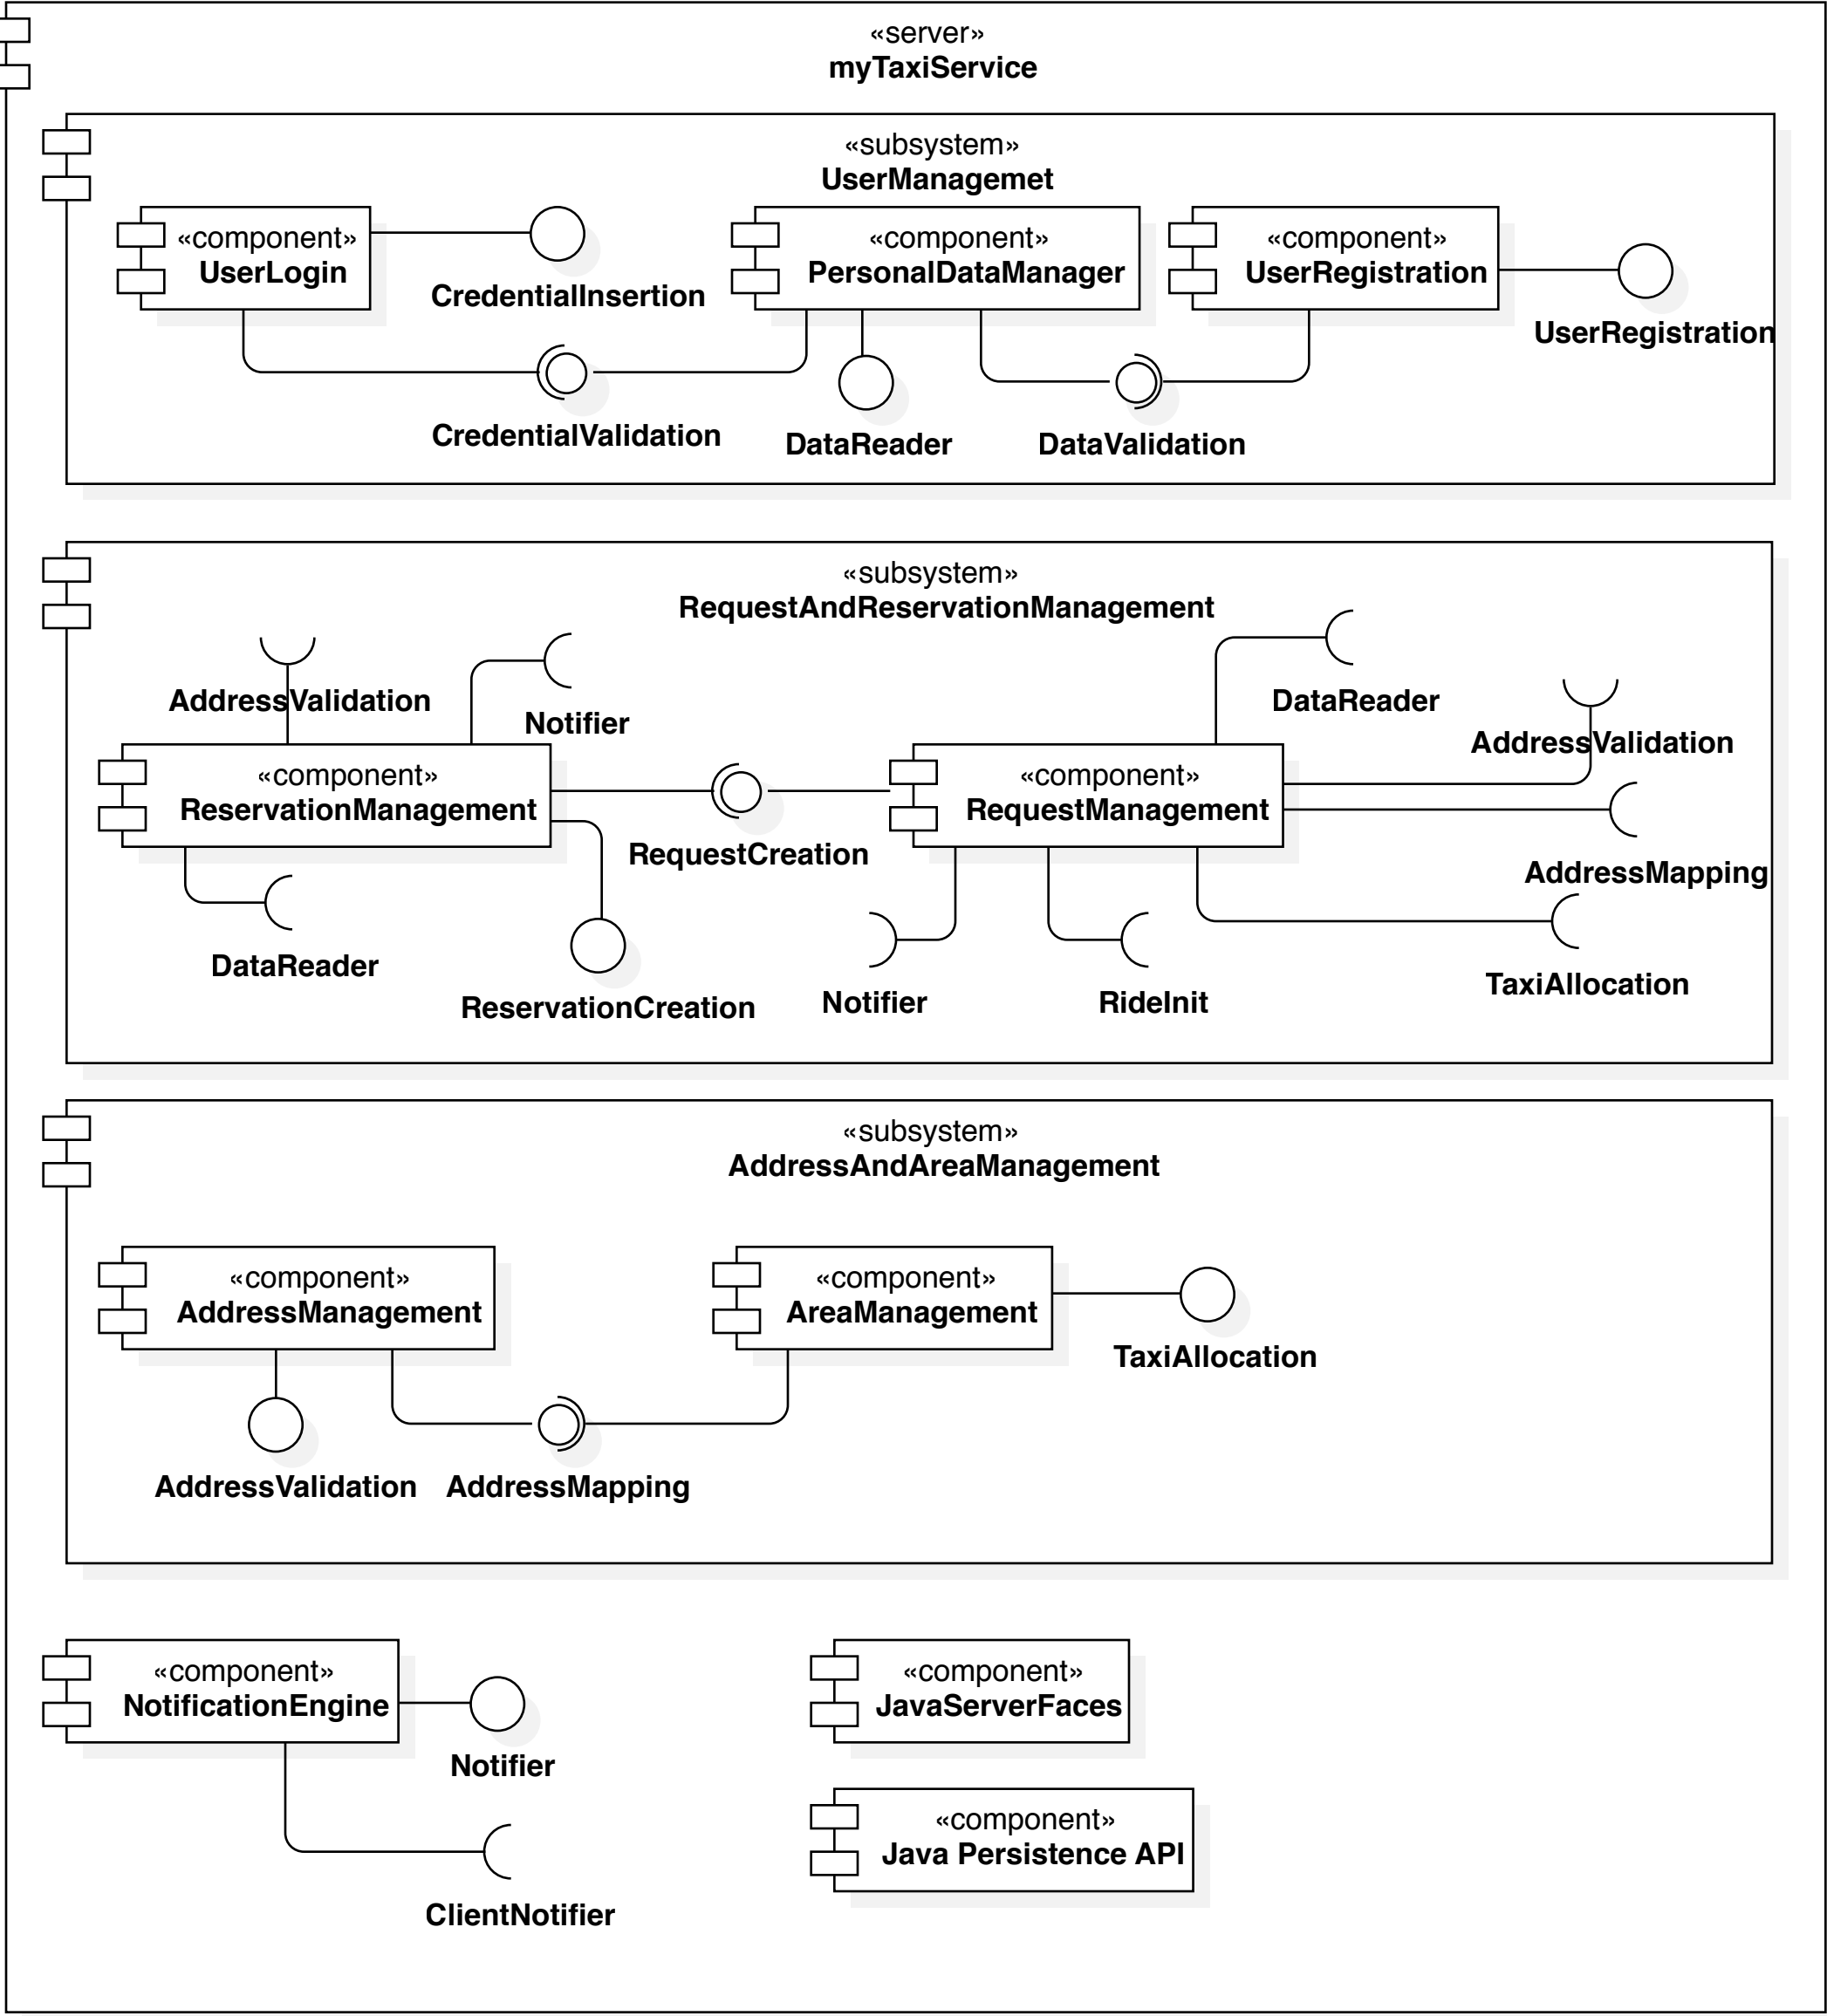 «server»
myTaxiService
«subsystem»
UserManagemet
«component»
UserLogin
CredentialInsertion
«component»
PersonalDataManager
«component»
UserRegistration
UserRegistration
CredentialValidation
DataReader
DataValidation
«subsystem»
RequestAndReservationManagement
AddressValidation
Notifier
DataReader
AddressValidation
«component»
ReservationManagement
RequestCreation
«component»
RequestManagement
AddressMapping
DataReader
ReservationCreation
Notifier
RideInit
TaxiAllocation
«subsystem»
AddressAndAreaManagement
«component»
AddressManagement
«component»
AreaManagement
TaxiAllocation
AddressValidation
AddressMapping
«component»
NotificationEngine
Notifier
«component»
JavaServerFaces
«component»
Java Persistence API
ClientNotifier